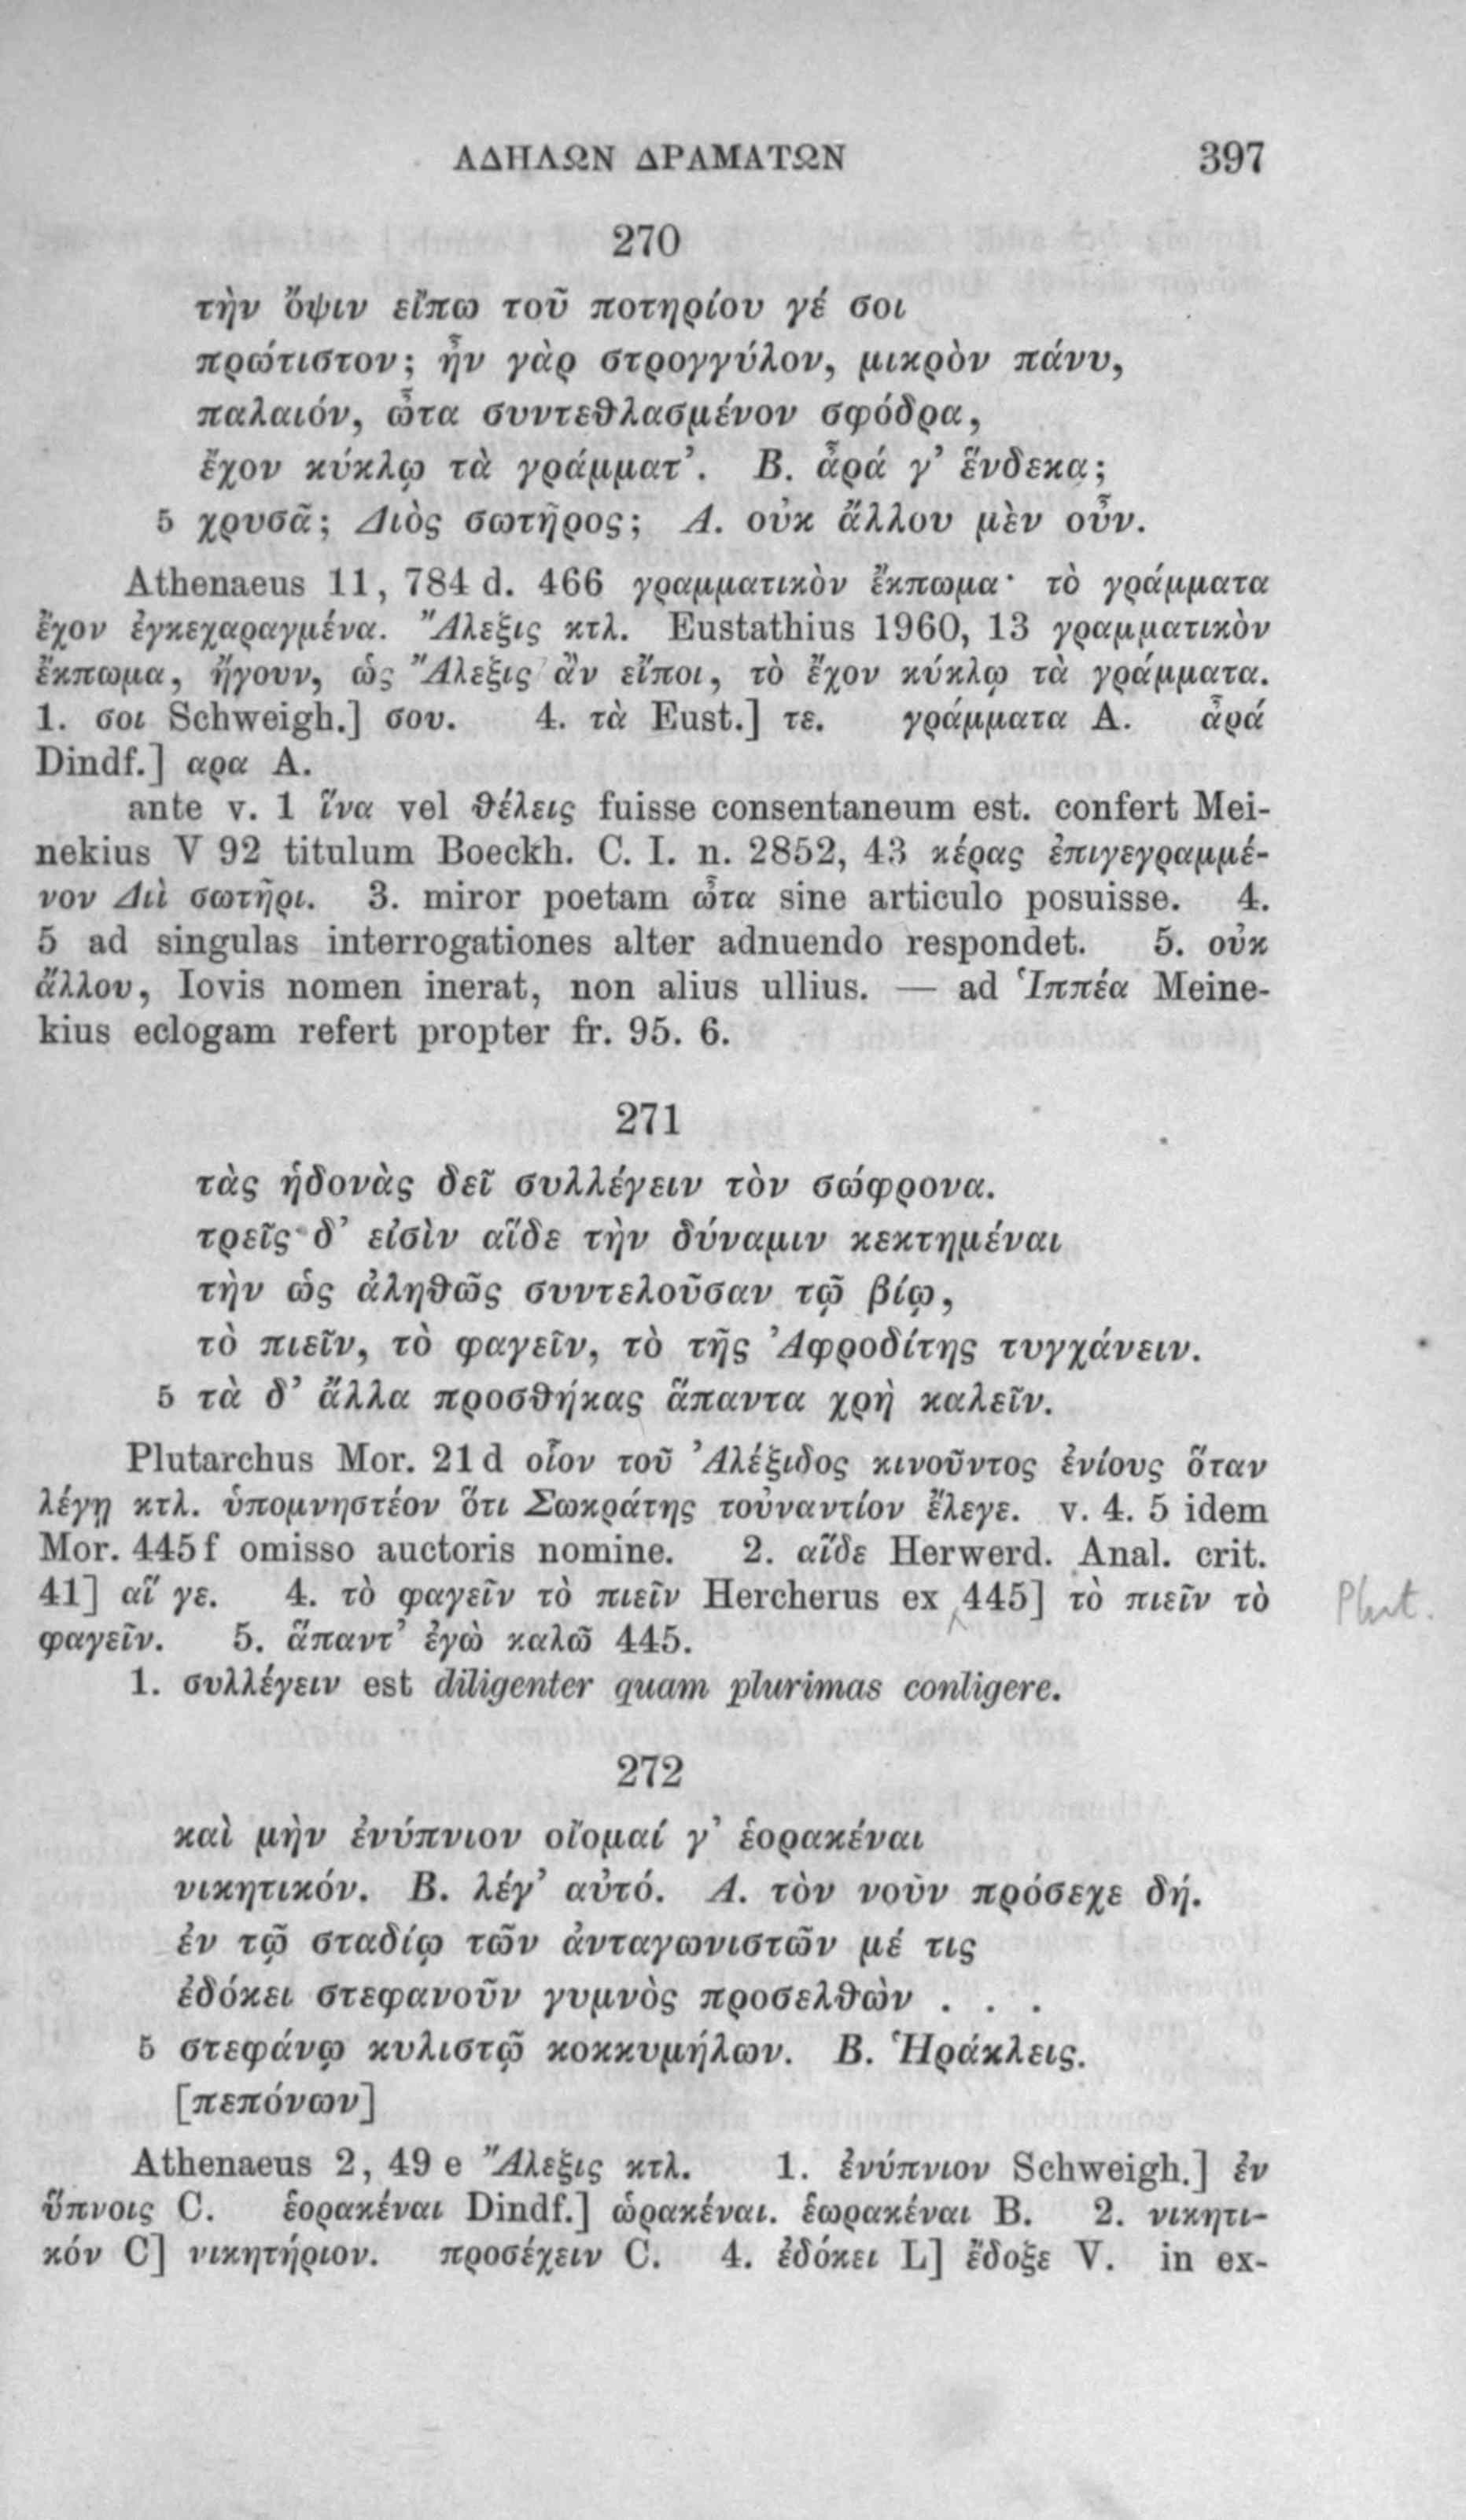 ΑΔΗΛΩΝ ΔΡΑΜΑΤΩΝ 397
270
τὴν ὄψιν εἴπω τοῦ ποτηρίου γέ σοι
πρώτιστον; ἦν γὰρ στρογγύλον, μικρὸν πάνυ,
παλαιόν, ὦτα συντεθλασμένον σφόδρα,
ἔχον κύκλῳ τὰ γράμματ’. Β. ἆρά γ’ ἕνδεκα;
5 χρυσᾶ; Διὸς σωτῆρος; Α. οὐκ ἄλλου μὲν οὖν.
Athenaeus 11, 784 d. 466 γραμματικὸν ἔκπωμα· τὸ γράμματα
ἔχον ἐγκεχαραγμένα. Ἄλεξις κτλ. Eustathius 1960, 13 γραμματικὸν
ἔκπωμα, ἤγουν, ὡς Ἄλεξις ἂν εἴποι, τὸ ἔχον κύκλῳ τὰ γράμματα.
1. σοι Schweigh.] σου. 4. τὰ Eust.] τε. γράμματα A. ἆρά
Dindf.] αρα A.
ante v. 1 ἵνα vel θέλεις fuisse consentaneum est. confert Mei-
nekius V 92 titulum Boeckh. C. I. n. 2852, 43 κέρας ἐπιγεγραμμέ-
νον Διὶ σωτῆρι. 3. miror poetam ὦτα sine articulo posuisse. 4.
5 ad singulas interrogationes alter adnuendo respondet. 5. οὐκ
ἄλλου, Iovis nomen inerat, non alius ullius. — ad Ἱππέα Meine-
kius eclogam refert propter fr. 95. 6.
271
τὰς ἡδονὰς δεῖ συλλέγειν τὸν σώφρονα.
τρεῖς δ’ εἰσὶν αἵδε τὴν δύναμιν κεκτημέναι
τὴν ὡς ἀληθῶς συντελοῦσαν τῷ βίῳ,
τὸ πιεῖν, τὸ φαγεῖν, τὸ τῆς Ἀφροδίτης τυγχάνειν.
5 τὰ δ’ ἄλλα προσθήκας ἅπαντα χρὴ καλεῖν.
Plutarchus Mor. 21 d οἷον τοῦ Ἀλέξιδος κινοῦντος ἐνίους ὅταν
λέγῃ κτλ. ὑπομνηστέον ὅτι Σωκράτης τοὐναντίον ἔλεγε. v. 4. 5 idem
Mor. 445 f omisso auctoris nomine. 2. αἵδε Herwerd. Anal. crit.
41] αἵ γε. 4. τὸ φαγεῖν τὸ πιεῖν Hercherus ex 445] τὸ πιεῖν τὸ
Plut.
φαγεῖν. 5. ἅπαντ’ ἐγὼ καλῶ 445.
1. συλλέγειν est diligenter quam plurimas conligere.
272
καὶ μὴν ἐνύπνιον οἴομαί γ’ ἑορακέναι
νικητικόν. Β. λέγ’ αὐτό. Α. τὸν νοῦν πρόσεχε δή.
ἐν τῷ σταδίῳ τῶν ἀνταγωνιστῶν μέ τις
ἐδόκει στεφανοῦν γυμνὸς προσελθὼν . . .
5 στεφάνῳ κυλιστῷ κοκκυμήλων. Β. Ἡράκλεις.
[πεπόνων]
Athenaeus 2, 49 e Ἄλεξις κτλ. 1. ἐνύπνιον Schweigh.] ἐν
ὕπνοις C. ἑορακέναι Dindf.] ὡρακέναι. ἑωρακέναι B. 2. νικητι-
κόν C] νικητήριον. προσέχειν C. 4. ἐδόκει L] ἔδοξε V. in ex-